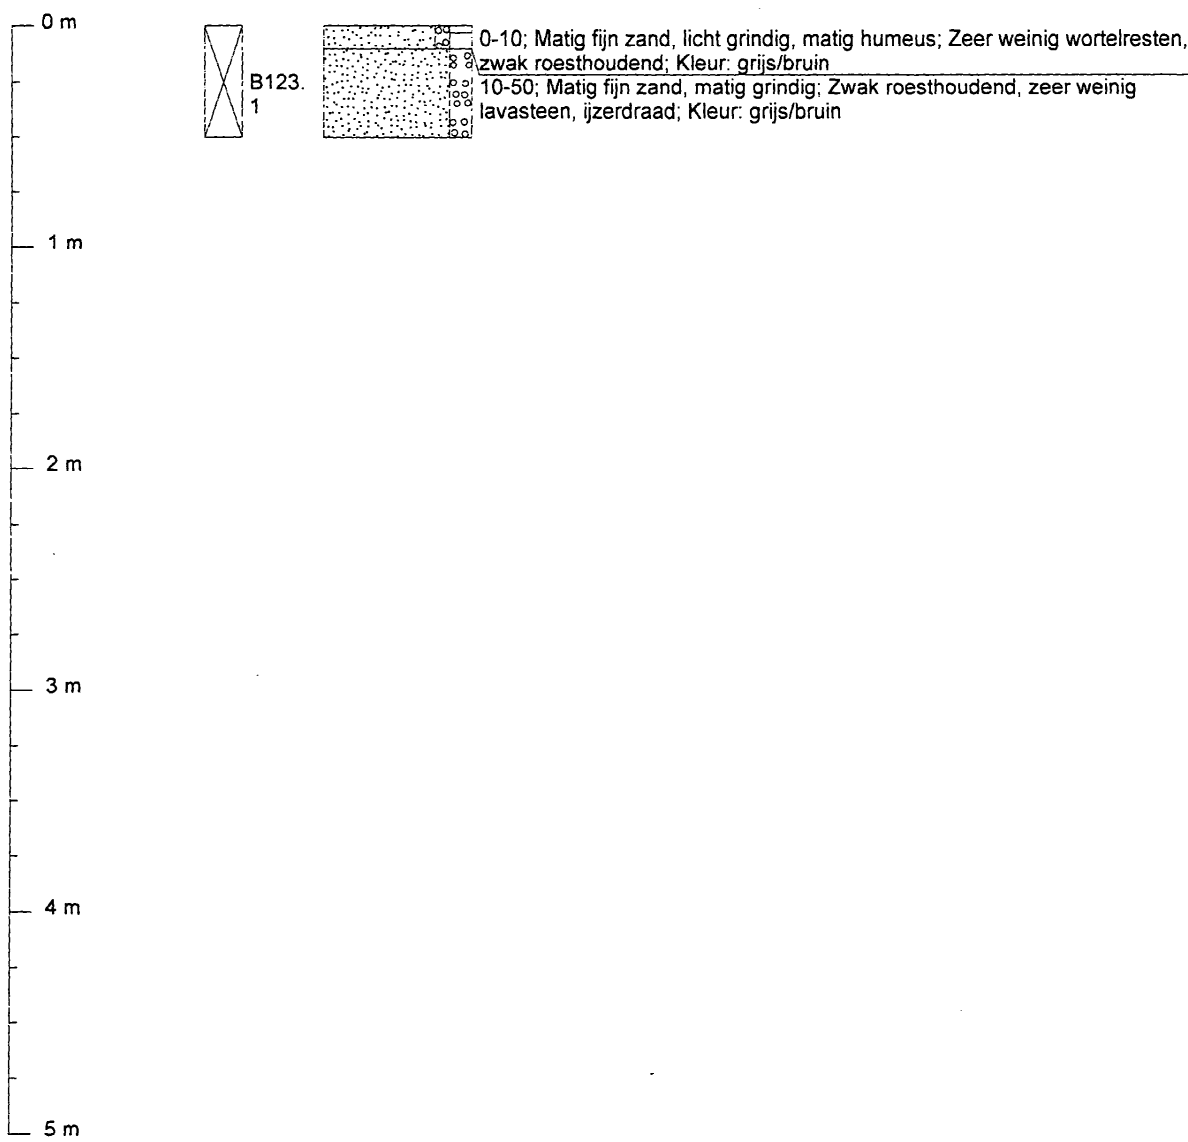 0 m
0-10; Matig fijn zand, licht grindig, matig humeus; Zeer weinig wortelresten,
zwak roesthoudend; Kleur: grijs/bruin
B123.
1
10-50; Matig fijn zand, matig grindig; Zwak roesthoudend, zeer weinig
lavasteen, ijzerdraad; Kleur: grijs/bruin
1 m
2 m
3 m
4 m
5 m